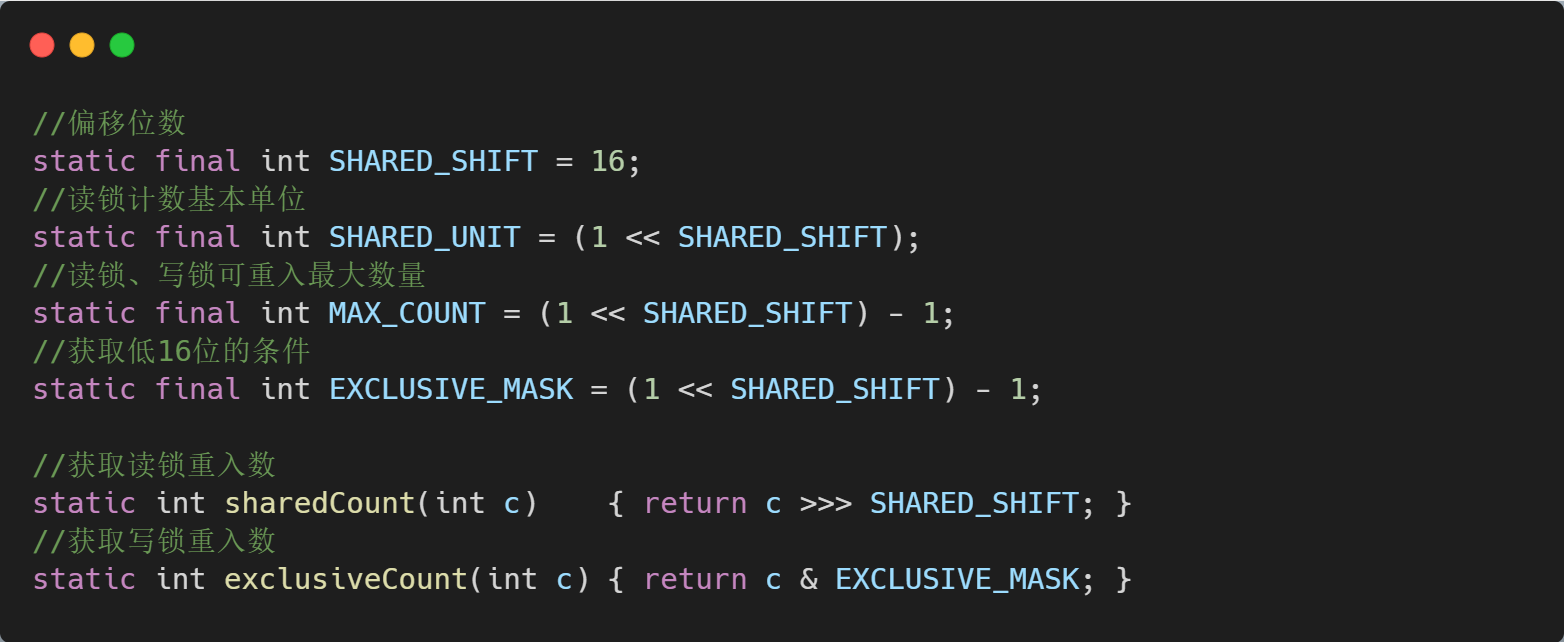 //偏移位数
static final int SHARED_SHIFT = 16;
//读锁计数基本单位
static final int SHARED_UNIT = (1 << SHARED_SHIFT);
//读锁、写锁可重入最大数量
static final int MAX_COUNT = (1 << SHARED_SHIFT) - 1;
//获取低16位的条件
static final int EXCLUSIVE_MASK = (1 << SHARED_SHIFT) - 1;

//获取读锁重入数
static int sharedCount(int c)    { return c >>> SHARED_SHIFT; }
//获取写锁重入数
static int exclusiveCount(int c) { return c & EXCLUSIVE_MASK; }